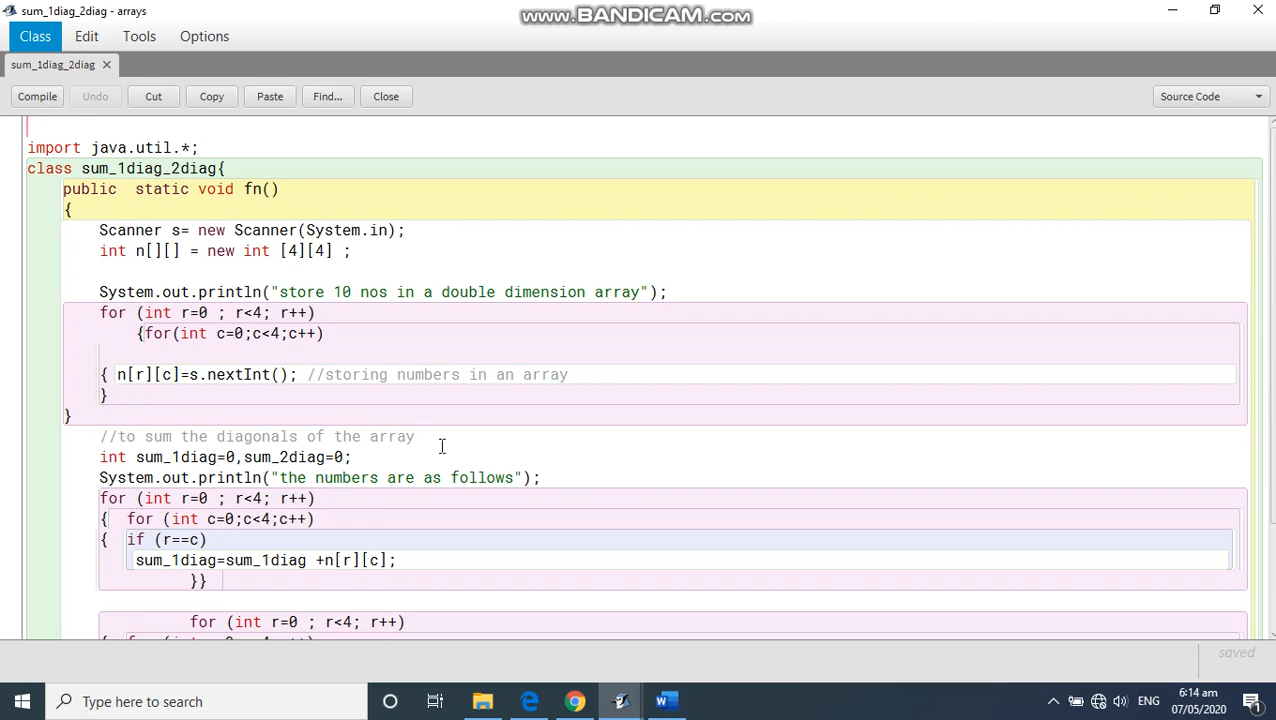 sum_1diag_2diag - arrays
www.BANDICAM.com
Class Edit Tools Options
sum_1diag_2diag ×
Compile Undo Cut Copy Paste Find... Close Source Code
import java.util.*;
class sum_1diag_2diag{
public  static void fn()
{
Scanner s= new Scanner(System.in);
int n[][] = new int [4][4] ;
System.out.println("store 10 nos in a double dimension array");
for (int r=0 ; r<4; r++)
{for(int c=0;c<4;c++)
{ n[r][c]=s.nextInt(); //storing numbers in an array
}
}
//to sum the diagonals of the array
int sum_1diag=0,sum_2diag=0;
System.out.println("the numbers are as follows");
for (int r=0 ; r<4; r++)
{  for (int c=0;c<4;c++)
{  if (r==c)
sum_1diag=sum_1diag +n[r][c];
}}
for (int r=0 ; r<4; r++)
saved
Type here to search
ENG
6:14 am
07/05/2020
1